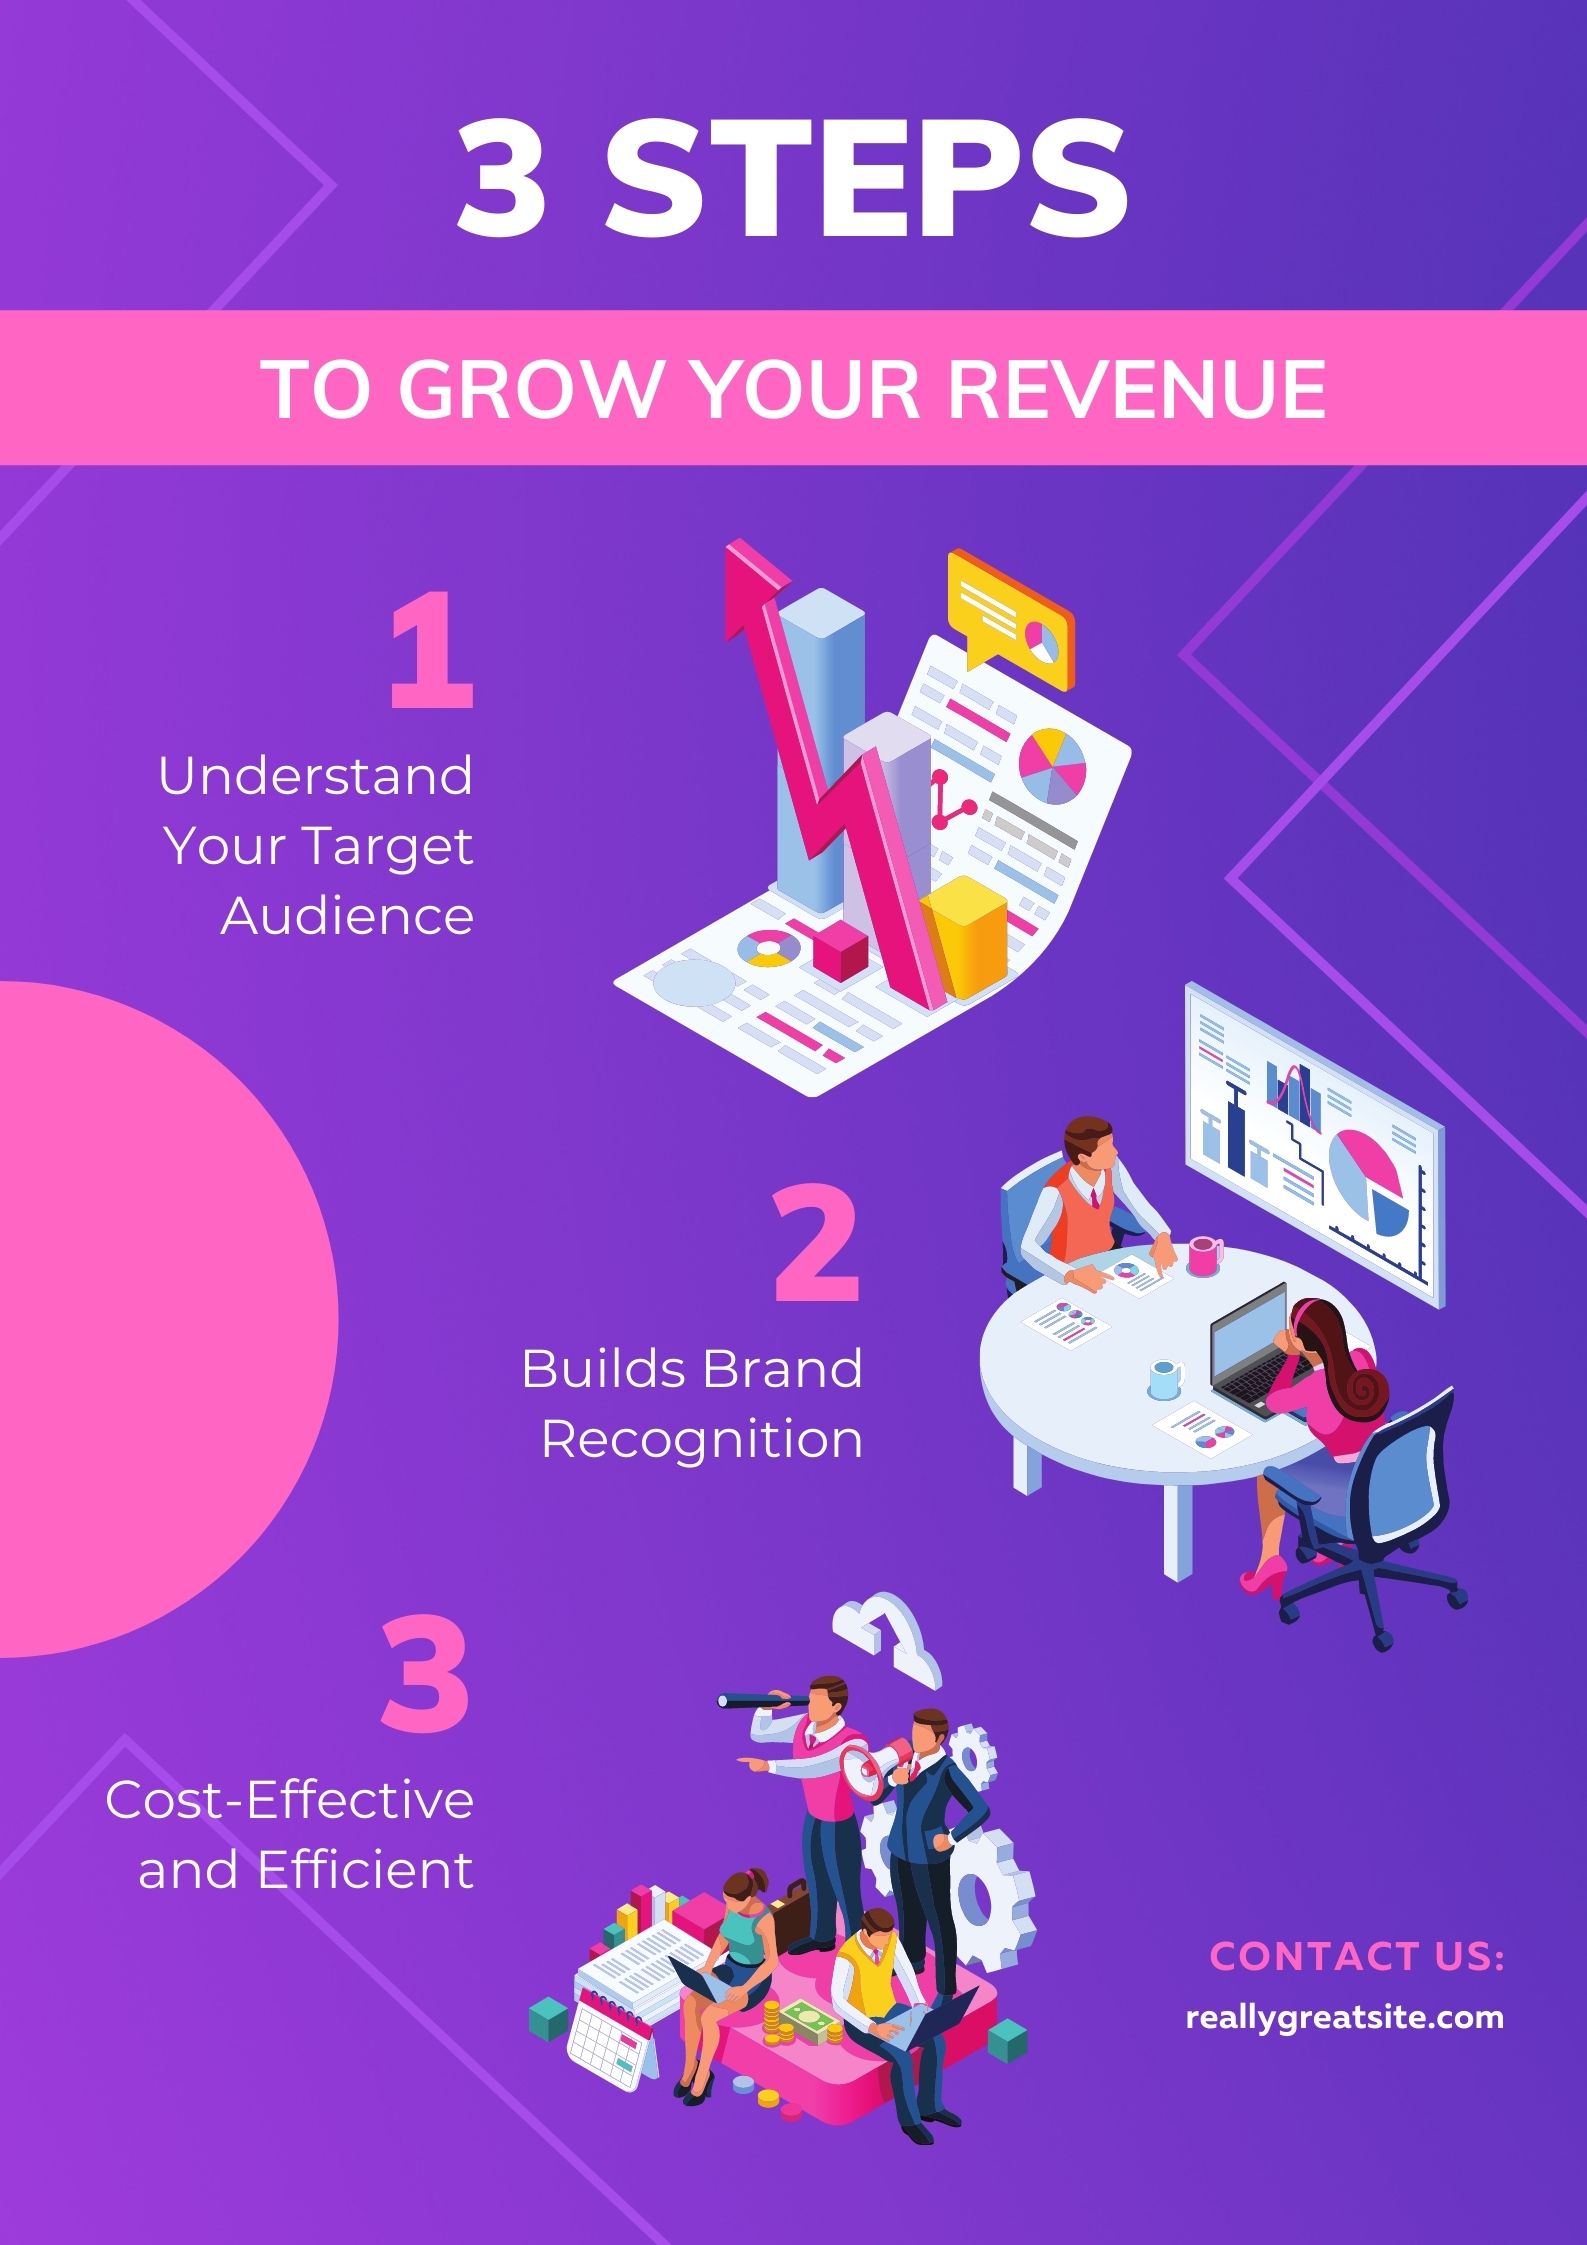 3 STEPS
TO GROW YOUR REVENUE
1
Understand
Your Target
Audience
2
Builds Brand
Recognition
3
Cost-Effective
and Efficient
CONTACT US:
reallygreatsite.com